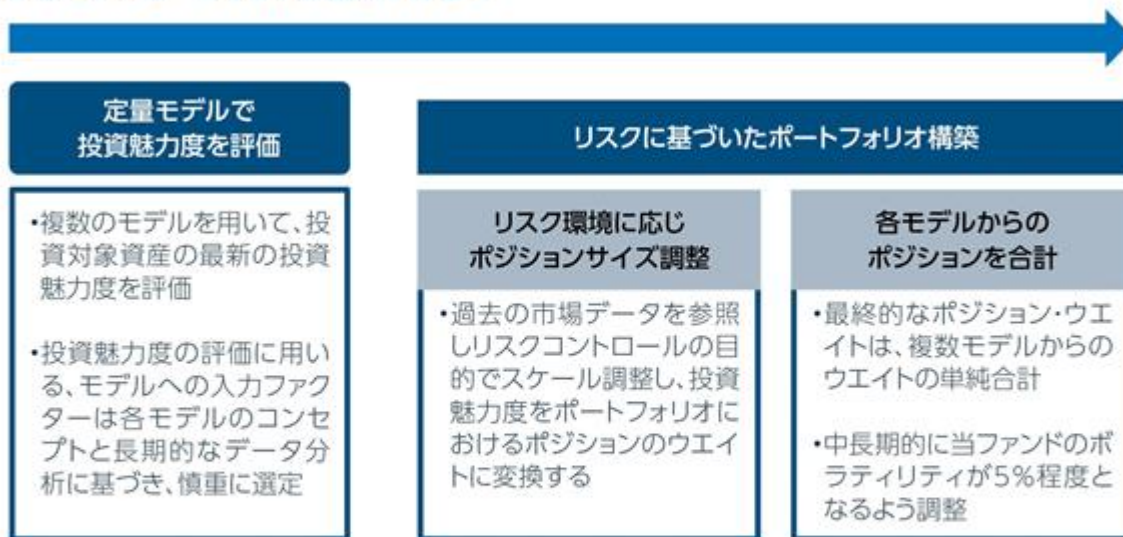 定量モデルで
投資魅力度を評価
・複数のモデルを用いて、投
資対象資産の最新の投資
魅力度を評価
・投資魅力度の評価に用い
る、モデルへの入力ファク
ターは各モデルのコンセ
プトと長期的なデータ分
析に基づき、慎重に選定
リスクに基づいたポートフォリオ構築
リスク環境に応じ
ポジションサイズ調整
・過去の市場データを参照
しリスクコントロールの目
的でスケール調整し、投資
魅力度をポートフォリオに
おけるポジションのウエイ
トに変換する
各モデルからの
ポジションを合計
・最終的なポジション・ウエ
イトは、複数モデルからの
ウエイトの単純合計
・中長期的に当ファンドのボ
ラティリティが5%程度と
なるよう調整